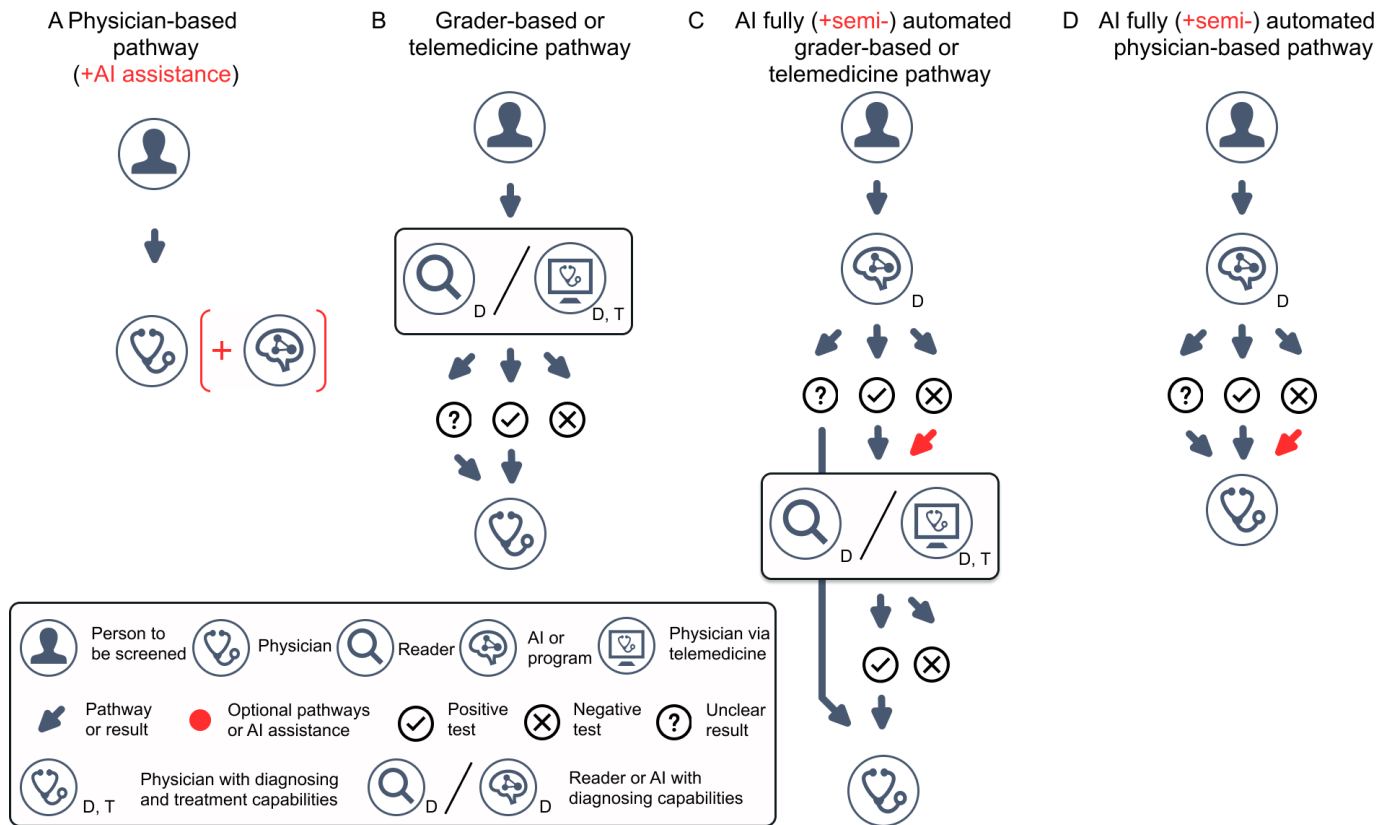 A Physician-based
pathway
(+AI assistance)
B Grader-based or
telemedicine pathway
C AI fully (+semi-) automated
grader-based or
telemedicine pathway
D AI fully (+semi-) automated
physician-based pathway
D
D
D
D, T
+
? 
?
?
D
D, T
Person to
be screened
Physician
Reader
AI or
program
Physician via
telemedicine
Pathway
or result
Optional pathways
or AI assistance
Positive
test
Negative
test
?
Unclear
result
D, T
Physician with diagnosing
and treatment capabilities
D
D
Reader or AI with
diagnosing capabilities